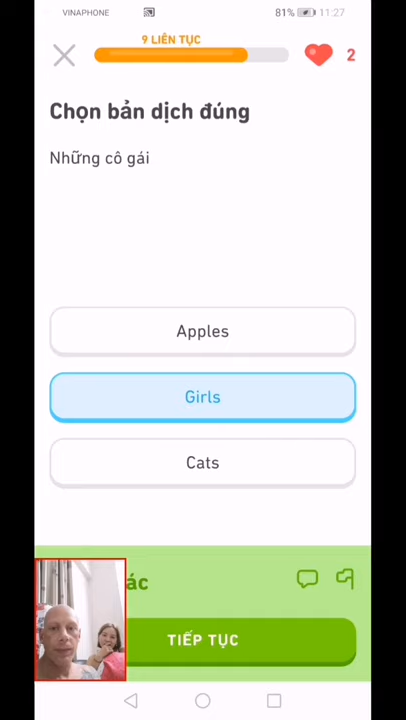 VINAPHONE 81% 11:27
9 LIÊN TỤC
2
Chọn bản dịch đúng
Những cô gái
Apples
Girls
Cats
ác
TIẾP TỤC